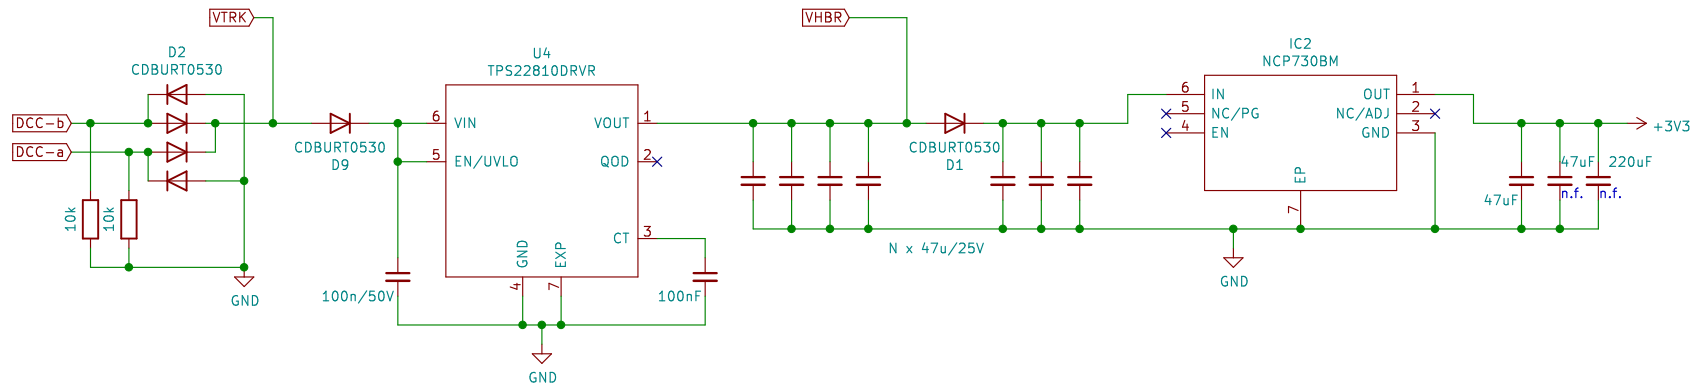 VTRK
VHBR
D2
CDBURT0530
DCC-b
DCC-a
10k
10k
GND
CDBURT0530
D9
U4
TPS22810DRVR
6
VIN
5
EN/UVLO
VOUT
1
QOD
2
CT
3
GND
4
EXP
7
100n/50V
100nF
GND
CDBURT0530
D1
N x 47u/25V
IC2
NCP730BM
6
IN
5
NC/PG
4
EN
OUT
1
NC/ADJ
2
GND
3
EP
7
GND
+3V3
47uF
47uF
n.f.
220uF
n.f.